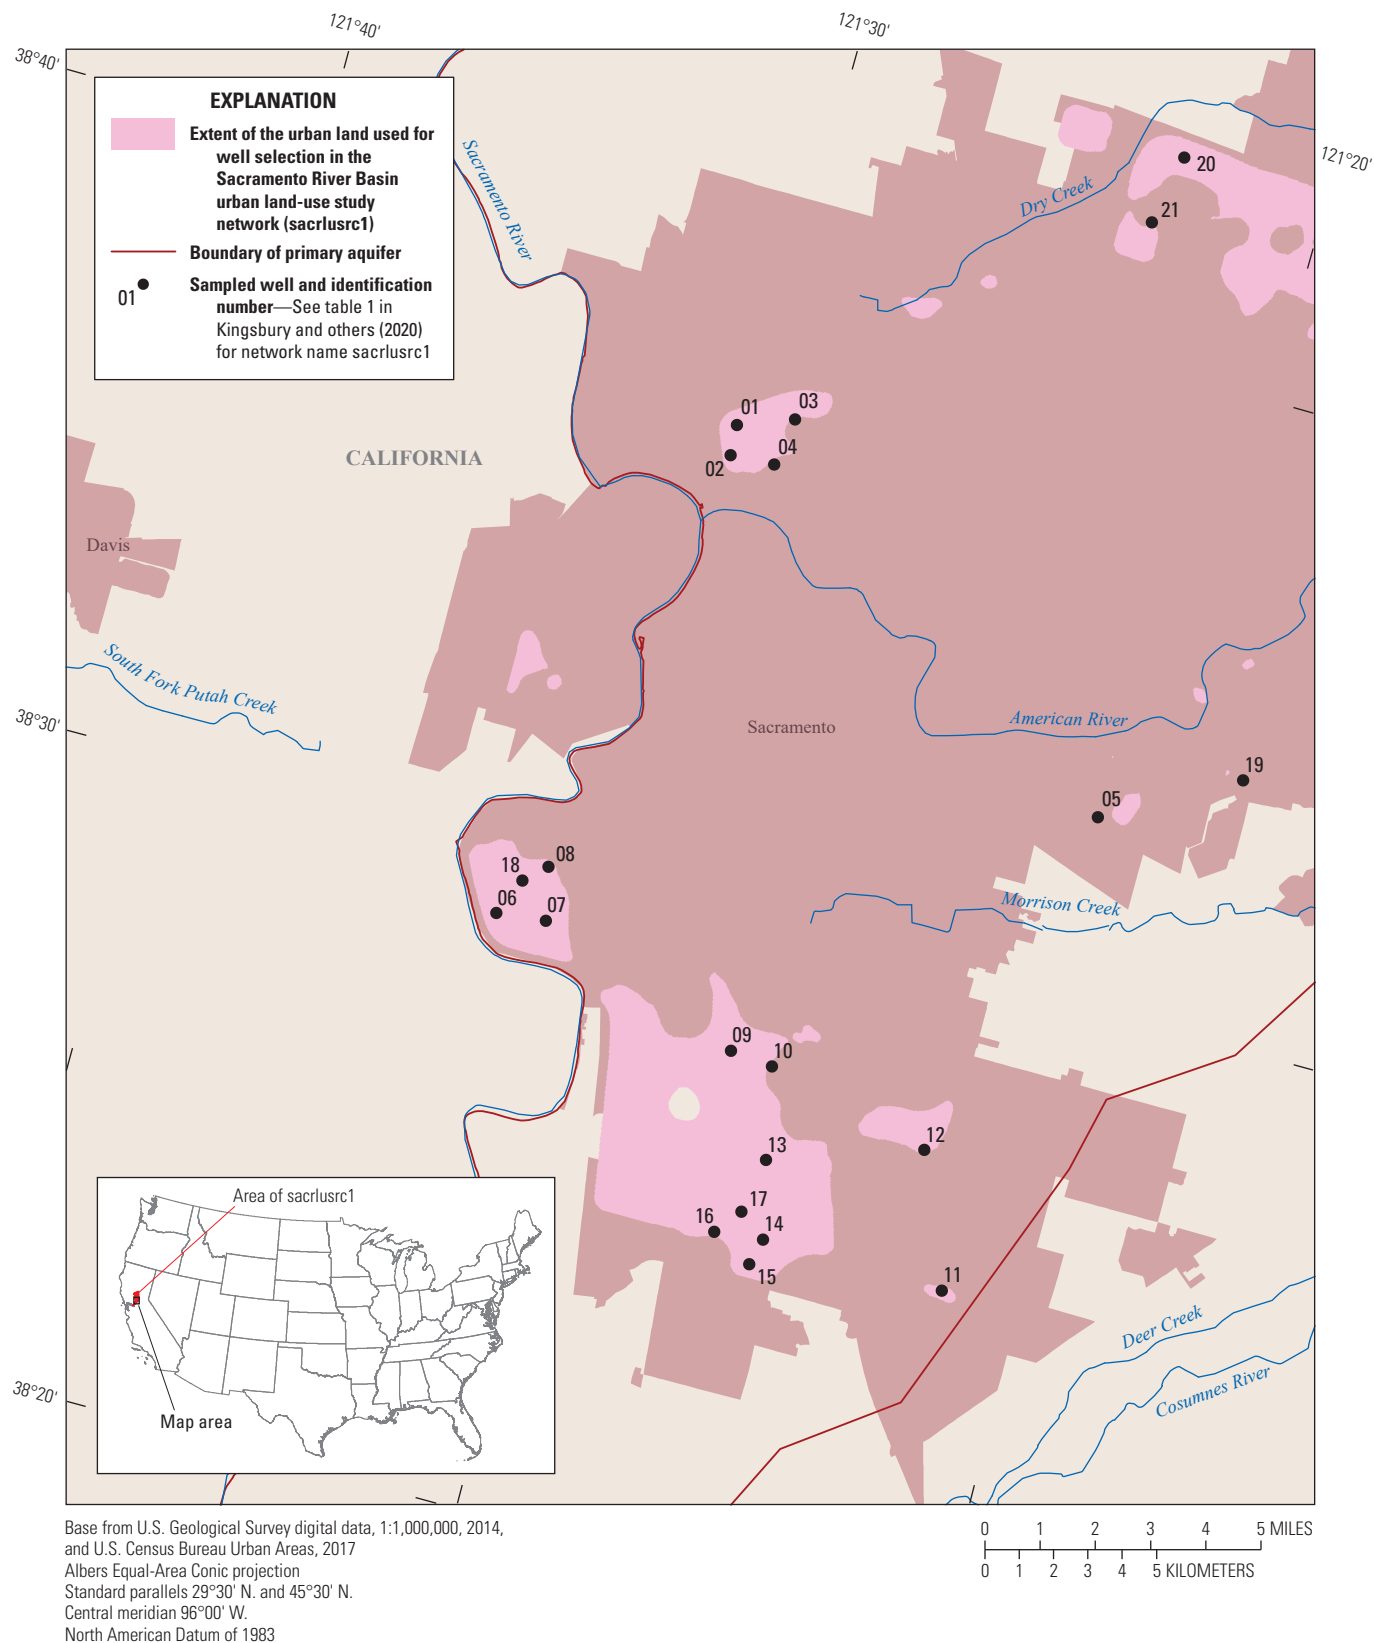 121°40'
121°30'
38°40'
121°20'
38°30'
38°20'
EXPLANATION
Extent of the urban land used for
well selection in the
Sacramento River Basin
urban land-use study
network (sacrlusrc1)
Boundary of primary aquifer
01
Sampled well and identification
number—See table 1 in
Kingsbury and others (2020)
for network name sacrlusrc1
Sacramento River
Dry Creek
20
21
01
03
02
04
CALIFORNIA
Davis
South Fork Putah Creek
Sacramento
American River
19
05
18
08
06
07
Morrison Creek
09
10
12
13
17
16
14
15
11
Deer Creek
Cosumnes River
Area of sacrlusrc1
Map area
Base from U.S. Geological Survey digital data, 1:1,000,000, 2014,
and U.S. Census Bureau Urban Areas, 2017
Albers Equal-Area Conic projection
Standard parallels 29°30' N. and 45°30' N.
Central meridian 96°00' W.
North American Datum of 1983
0 1 2 3 4 5 MILES
0 1 2 3 4 5 KILOMETERS